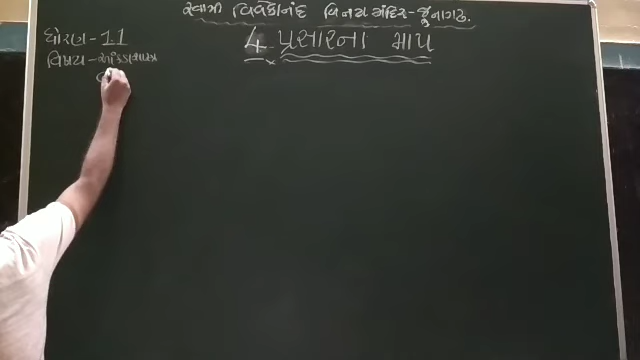 સ્વામી વિવેકાનંદ વિનય મંદિર - જૂનાગઢ.
4 પ્રસારના માપ
ધોરણ - 11
વિષય - આંકડાશાસ્ત્ર